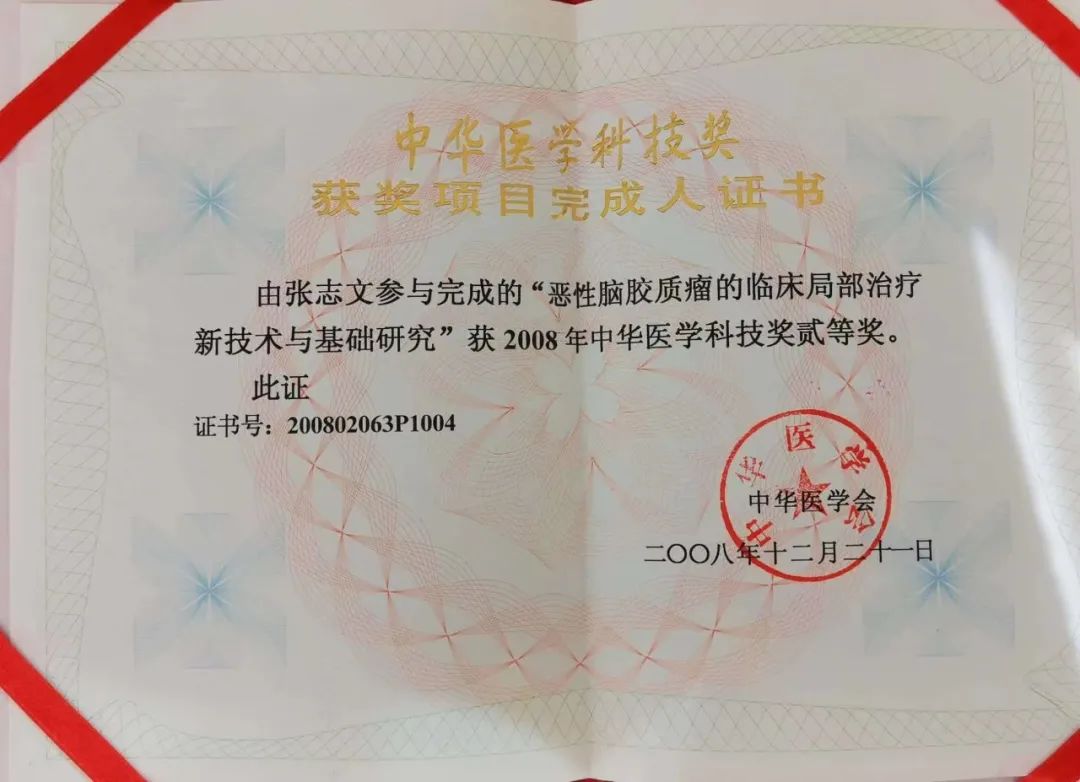 中华医学科技奖
获奖项目完成人证书
由张志文参与完成的“恶性脑胶质瘤的临床局部治疗
新技术与基础研究”获2008年中华医学科技奖贰等奖。
此证
证书号：200802063P1004
中华医学会
中华医学会
二〇〇八年十二月二十一日